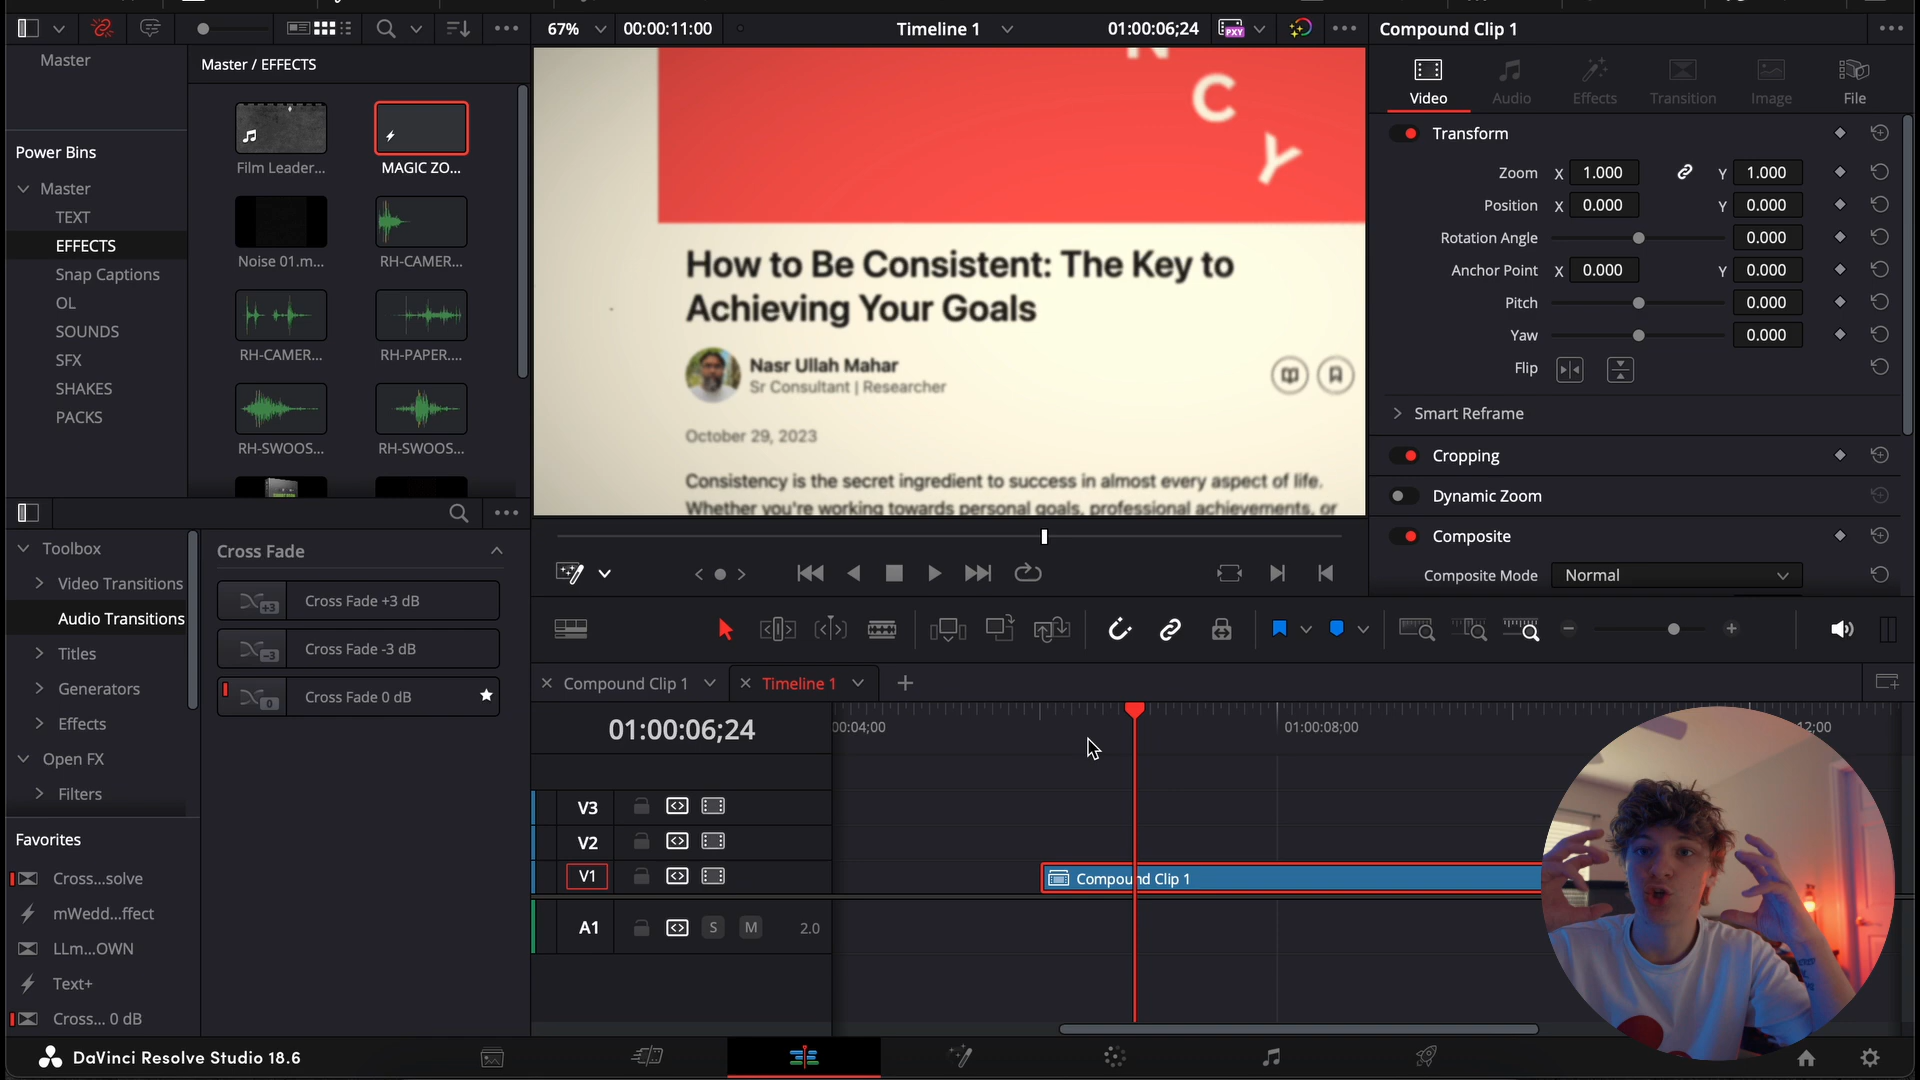 67%
00:00:11:00
Timeline 1
01:00:06;24
PXY
Compound Clip 1
Master
Master / EFFECTS
Film Leader...
MAGIC ZO...
Power Bins
Master
TEXT
EFFECTS
Snap Captions
OL
SOUNDS
SFX
SHAKES
PACKS
Noise 01.m...
RH-CAMER...
RH-CAMER...
RH-PAPER....
RH-SWOOS...
RH-SWOOS...
N
C
Y
How to Be Consistent: The Key to
Achieving Your Goals
Nasr Ullah Mahar
Sr Consultant | Researcher
October 29, 2023
Consistency is the secret ingredient to success in almost every aspect of life.
Whether you're working towards personal goals, professional achievements, or
Video
Audio
Effects
Transition
Image
File
Transform
Zoom X 1.000 Y 1.000
Position X 0.000 Y 0.000
Rotation Angle 0.000
Anchor Point X 0.000 Y 0.000
Pitch 0.000
Yaw 0.000
Flip
Smart Reframe
Cropping
Dynamic Zoom
Composite
Composite Mode Normal
Toolbox
Video Transitions
Audio Transitions
Titles
Generators
Effects
Open FX
Filters
Cross Fade
+3 Cross Fade +3 dB
-3 Cross Fade -3 dB
0 Cross Fade 0 dB
Favorites
Cross...solve
mWedd...ffect
LLm...OWN
Text+
Cross... 0 dB
Compound Clip 1
Timeline 1
01:00:06;24
00:04;00
01:00:08;00
12;00
V3
V2
V1
Compound Clip 1
A1 S M 2.0
DaVinci Resolve Studio 18.6